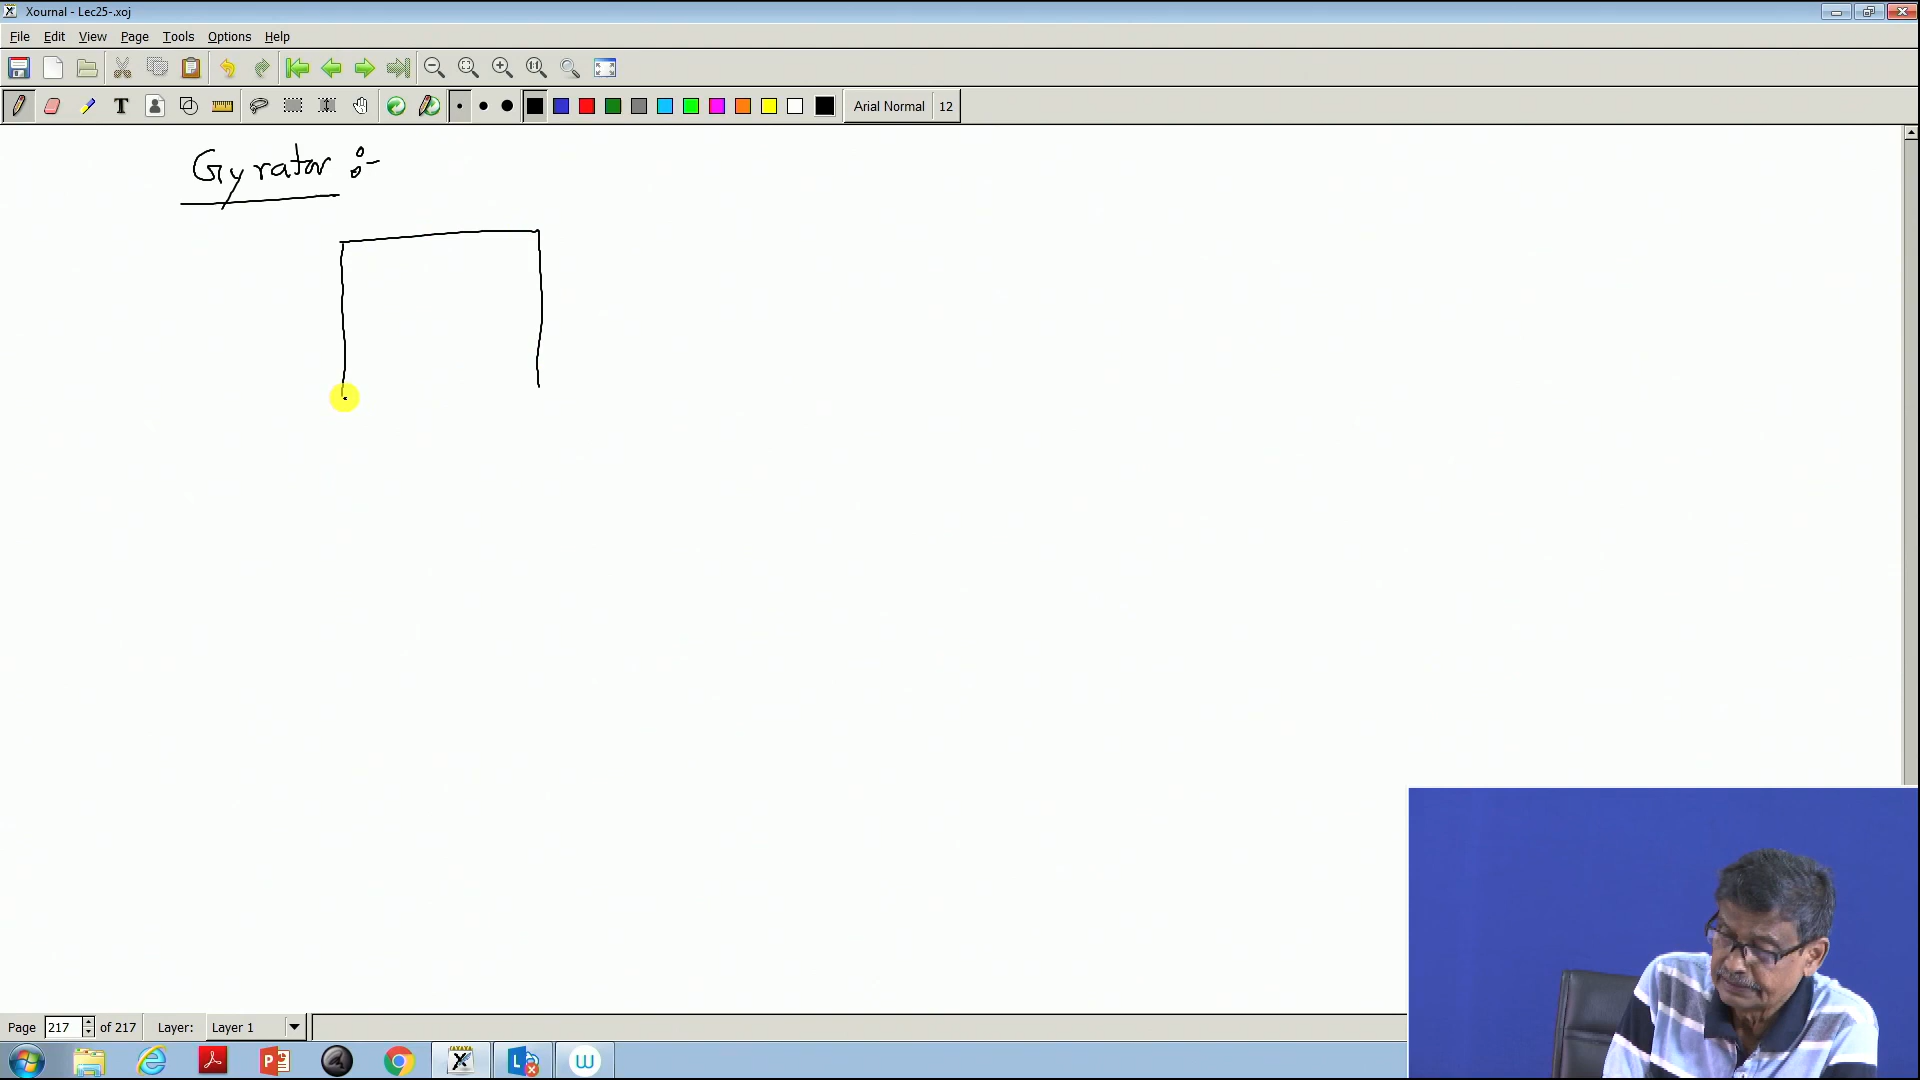 Xournal - Lec25-.xoj
File Edit View Page Tools Options Help
Arial Normal 12
Gyrator :-
Page 217 of 217 Layer: Layer 1